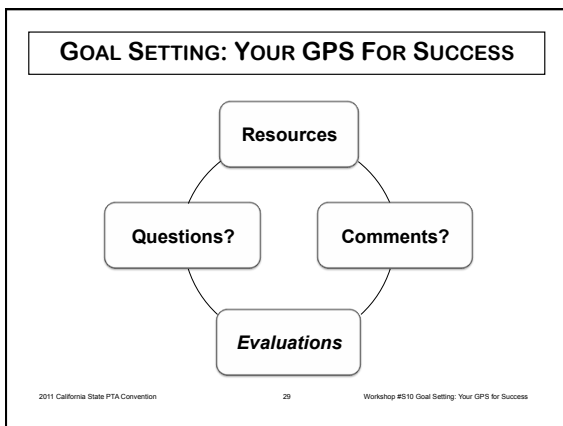 GOAL SETTING: YOUR GPS FOR SUCCESS
Resources
Questions? Comments?
Evaluations
2011 California State PTA Convention 29 Workshop #S10 Goal Setting: Your GPS for Success